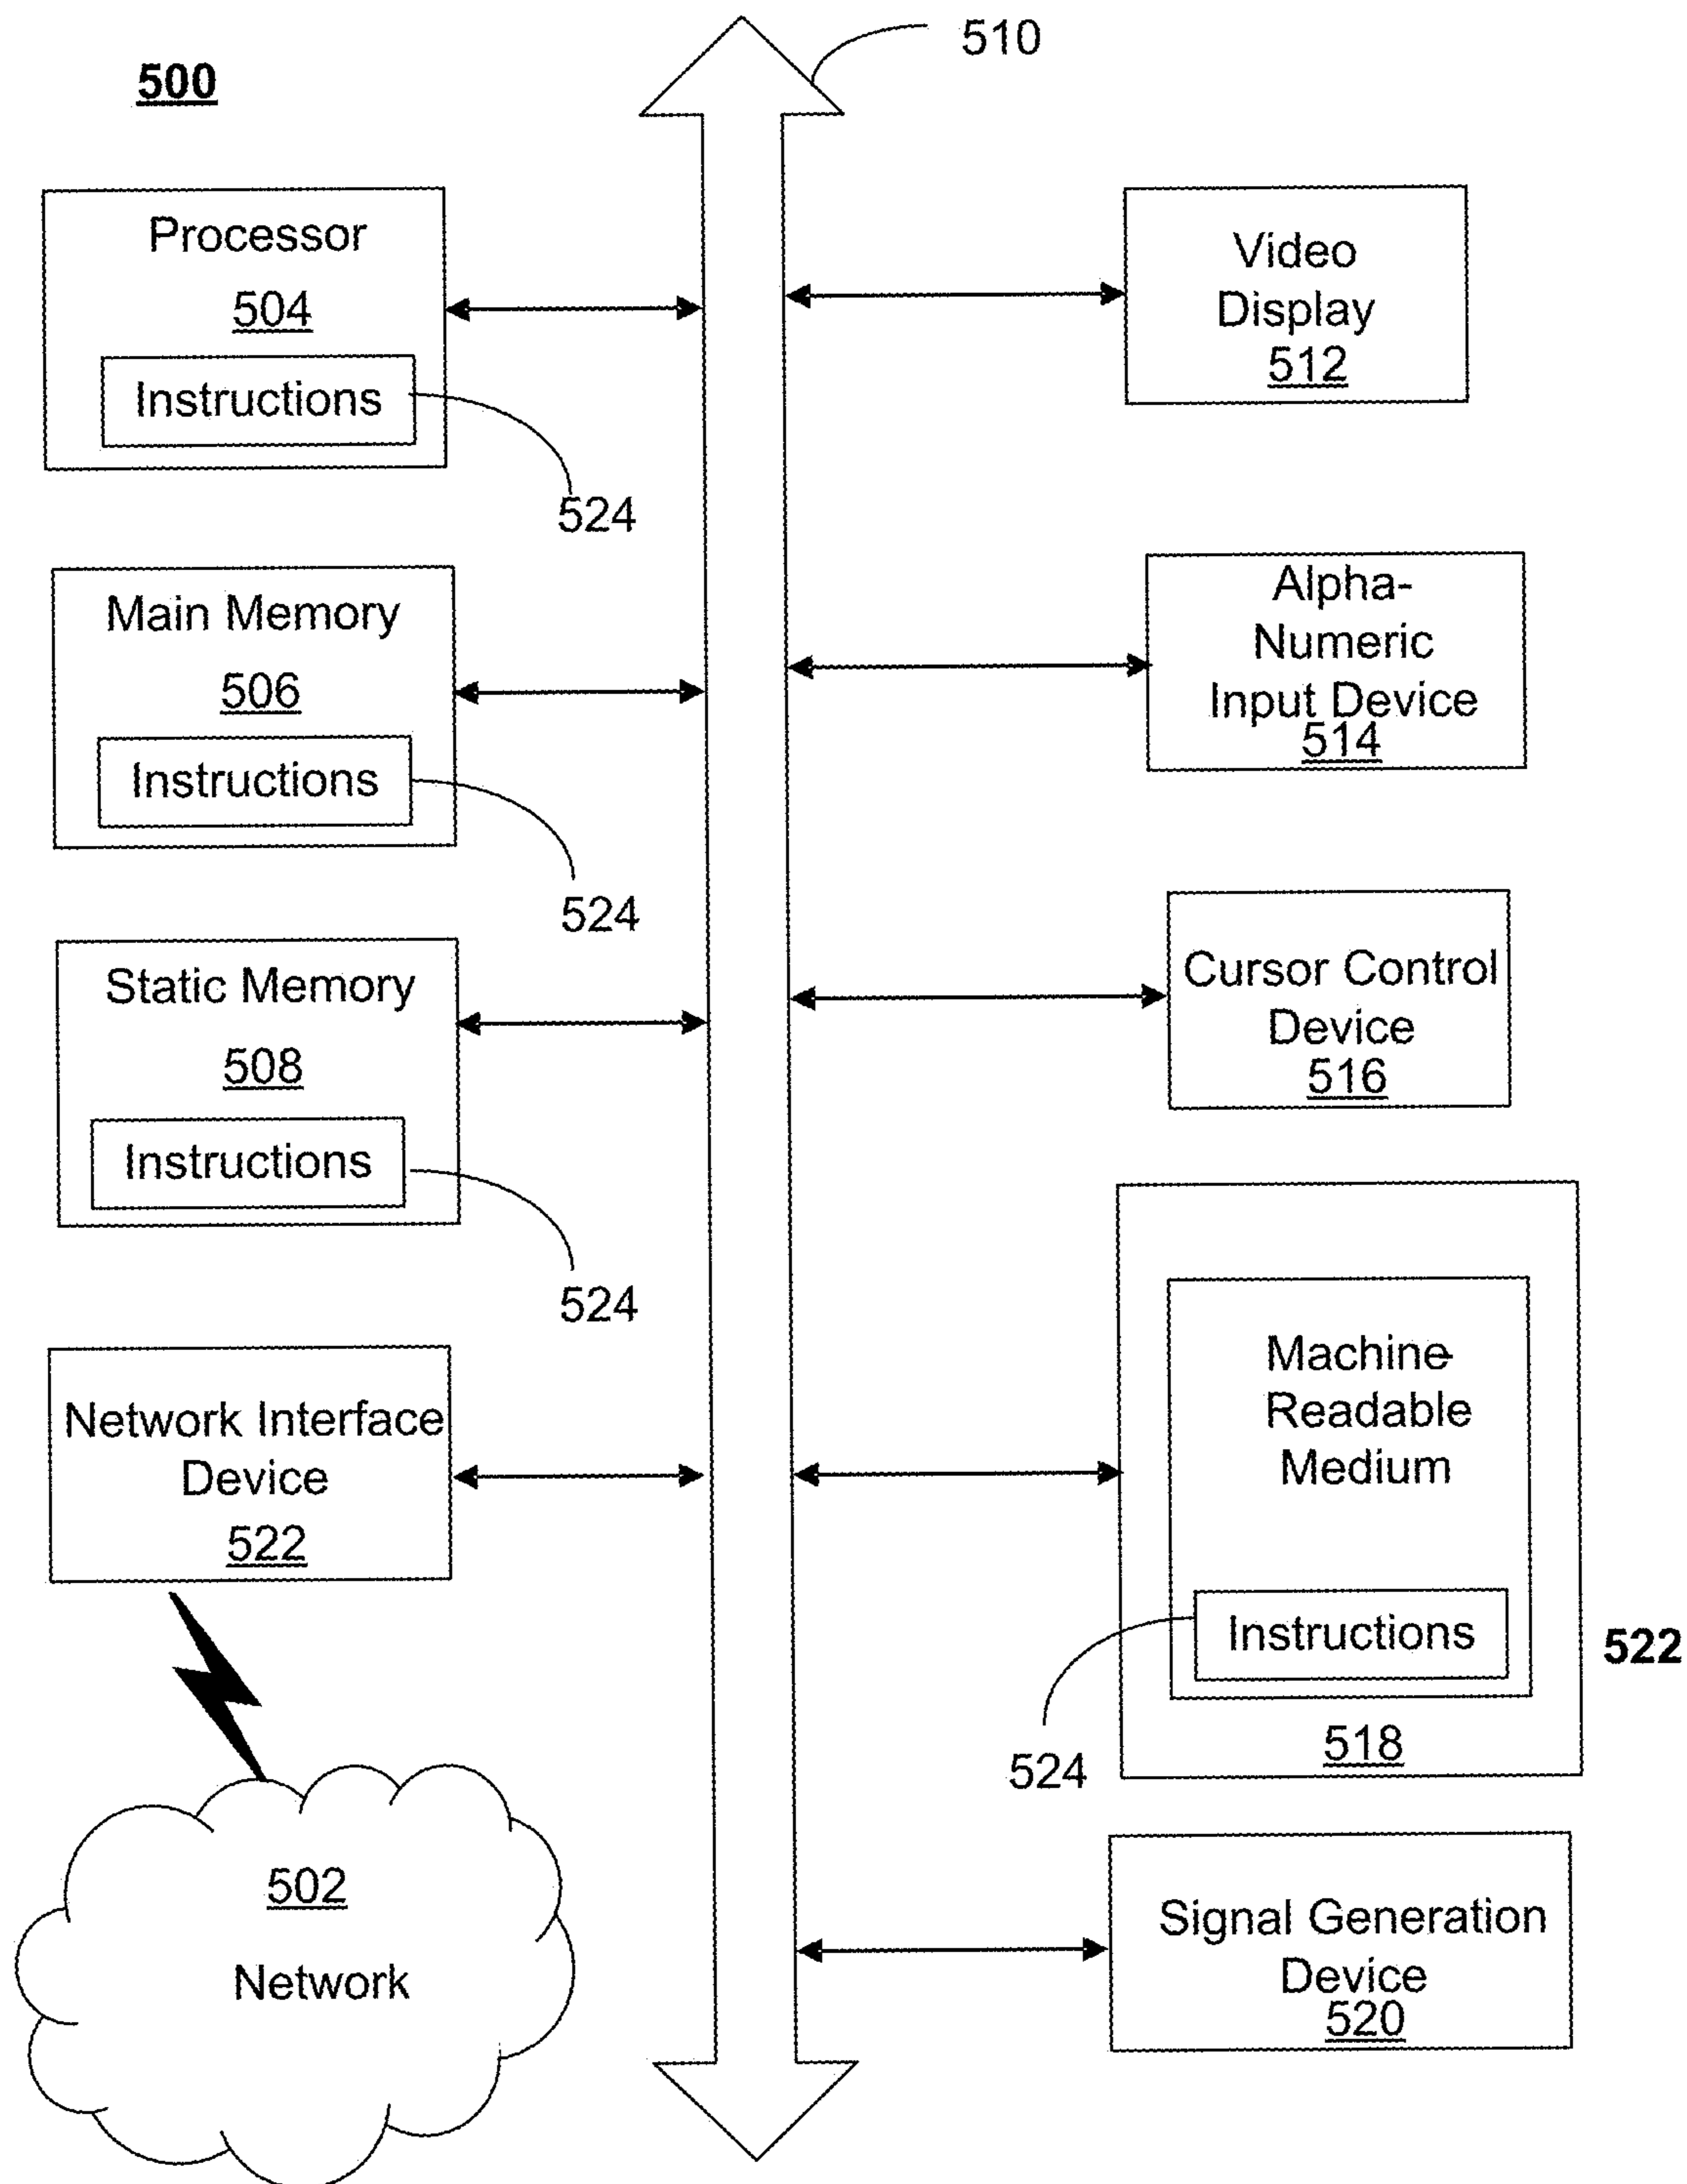 510
500
Processor
504
Instructions
524
Main Memory
506
Instructions
524
Static Memory
508
Instructions
524
Network Interface
Device
522
502
Network
Video
Display
512
Alpha-
Numeric
Input Device
514
Cursor Control
Device
516
Machine-
Readable
Medium
Instructions
522
518
524
Signal Generation
Device
520